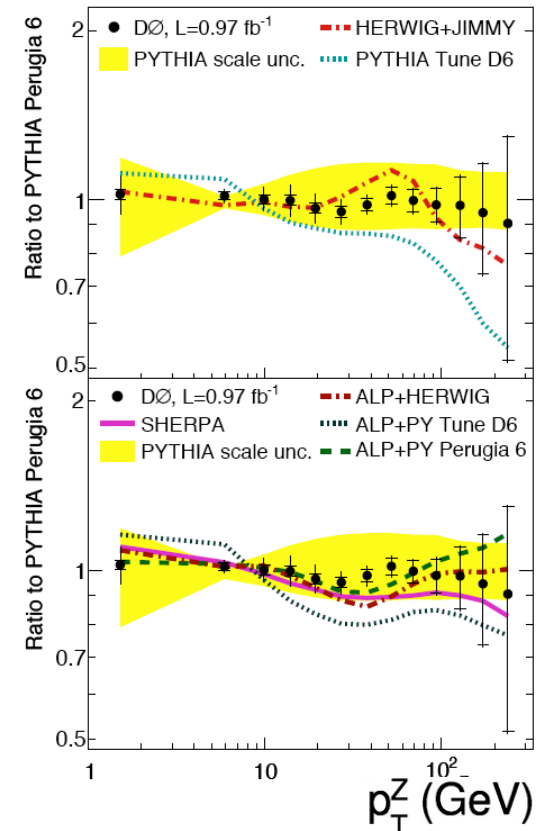 2
DØ, L=0.97 fb⁻¹ HERWIG+JIMMY
PYTHIA scale unc. PYTHIA Tune D6
Ratio to PYTHIA Perugia 6
1
0.7
0.5
2
DØ, L=0.97 fb⁻¹ ALP+HERWIG
SHERPA ALP+PY Tune D6
PYTHIA scale unc. ALP+PY Perugia 6
Ratio to PYTHIA Perugia 6
1
0.7
0.5
1 10 10²
p_T^Z (GeV)